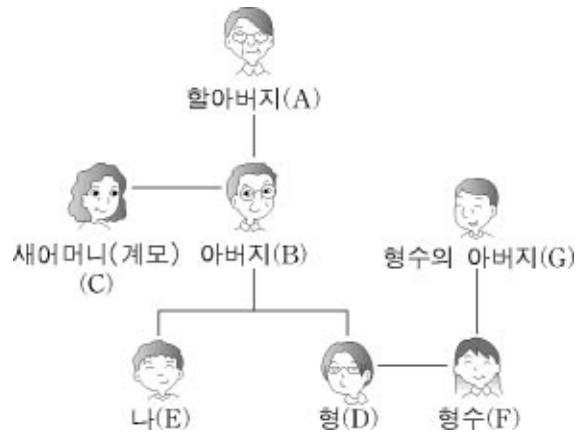 할아버지(A)
새어머니(계모)
(C)
아버지(B)
형수의 아버지(G)
나(E)
형(D)
형수(F)